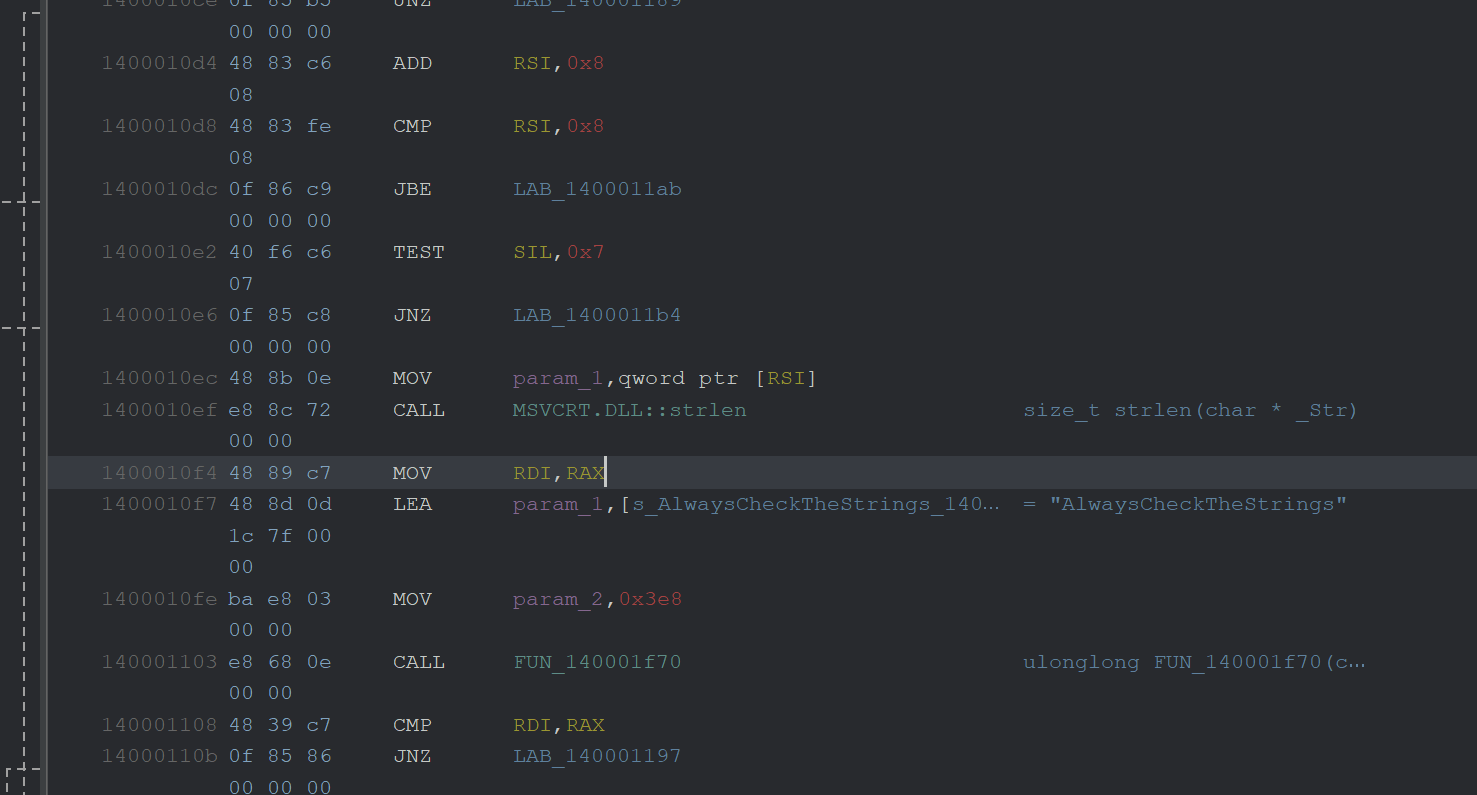 1400010ce 0f 85 b5 JNZ LAB_140001189
00 00 00
1400010d4 48 83 c6 ADD RSI,0x8
08
1400010d8 48 83 fe CMP RSI,0x8
08
1400010dc 0f 86 c9 JBE LAB_1400011ab
00 00 00
1400010e2 40 f6 c6 TEST SIL,0x7
07
1400010e6 0f 85 c8 JNZ LAB_1400011b4
00 00 00
1400010ec 48 8b 0e MOV param_1,qword ptr [RSI]
1400010ef e8 8c 72 CALL MSVCRT.DLL::strlen size_t strlen(char * _Str)
00 00
1400010f4 48 89 c7 MOV RDI,RAX
1400010f7 48 8d 0d LEA param_1,[s_AlwaysCheckTheStrings_140... = "AlwaysCheckTheStrings"
1c 7f 00
00
1400010fe ba e8 03 MOV param_2,0x3e8
00 00
140001103 e8 68 0e CALL FUN_140001f70 ulonglong FUN_140001f70(c...
00 00
140001108 48 39 c7 CMP RDI,RAX
14000110b 0f 85 86 JNZ LAB_140001197
00 00 00